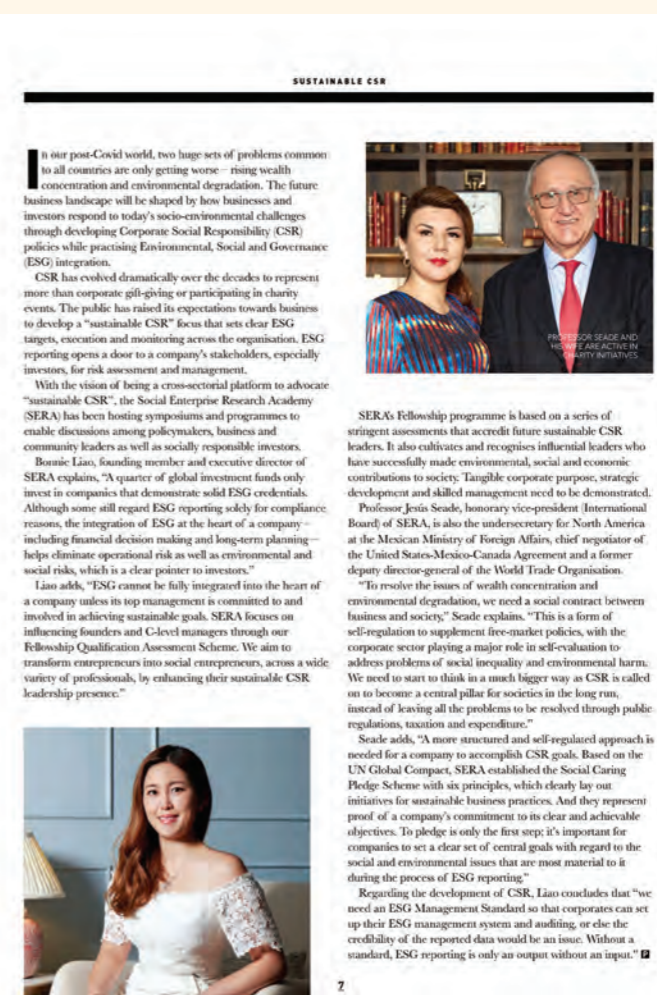 SUSTAINABLE CSR
In our post-Covid world, two huge sets of problems common
to all countries are only getting worse – rising wealth
concentration and environmental degradation. The future
business landscape will be shaped by how businesses and
investors respond to today's socio-environmental challenges
through developing Corporate Social Responsibility (CSR)
policies while practising Environmental, Social and Governance
(ESG) integration.
CSR has evolved dramatically over the decades to represent
more than corporate gift-giving or participating in charity
events. The public has raised its expectations towards business
to develop a “sustainable CSR” focus that sets clear ESG
targets, execution and monitoring across the organisation. ESG
reporting opens a door to a company's stakeholders, especially
investors, for risk assessment and management.
With the vision of being a cross-sectorial platform to advocate
“sustainable CSR”, the Social Enterprise Research Academy
(SERA) has been hosting symposiums and programmes to
enable discussions among policymakers, business and
community leaders as well as socially responsible investors.
Bonnie Liao, founding member and executive director of
SERA explains, “A quarter of global investment funds only
invest in companies that demonstrate solid ESG credentials.
Although some still regard ESG reporting solely for compliance
reasons, the integration of ESG at the heart of a company –
including financial decision making and long-term planning –
helps eliminate operational risk as well as environmental and
social risks, which is a clear pointer to investors.”
Liao adds, “ESG cannot be fully integrated into the heart of
a company unless its top management is committed to and
involved in achieving sustainable goals. SERA focuses on
influencing founders and C-level managers through our
Fellowship Qualification Assessment Scheme. We aim to
transform entrepreneurs into social entrepreneurs, across a wide
variety of professionals, by enhancing their sustainable CSR
leadership presence.”
PROFESSOR SEADE AND
HIS WIFE ARE ACTIVE IN
CHARITY INITIATIVES
SERA's Fellowship programme is based on a series of
stringent assessments that accredit future sustainable CSR
leaders. It also cultivates and recognises influential leaders who
have successfully made environmental, social and economic
contributions to society. Tangible corporate purpose, strategic
development and skilled management need to be demonstrated.
Professor Jesús Seade, honorary vice-president (International
Board) of SERA, is also the undersecretary for North America
at the Mexican Ministry of Foreign Affairs, chief negotiator of
the United States-Mexico-Canada Agreement and a former
deputy director-general of the World Trade Organisation.
“To resolve the issues of wealth concentration and
environmental degradation, we need a social contract between
business and society,” Seade explains. “This is a form of
self-regulation to supplement free-market policies, with the
corporate sector playing a major role in self-evaluation to
address problems of social inequality and environmental harm.
We need to start to think in a much bigger way as CSR is called
on to become a central pillar for societies in the long run,
instead of leaving all the problems to be resolved through public
regulations, taxation and expenditure.”
Seade adds, “A more structured and self-regulated approach is
needed for a company to accomplish CSR goals. Based on the
UN Global Compact, SERA established the Social Caring
Pledge Scheme with six principles, which clearly lay out
initiatives for sustainable business practices. And they represent
proof of a company's commitment to its clear and achievable
objectives. To pledge is only the first step; it's important for
companies to set a clear set of central goals with regard to the
social and environmental issues that are most material to it
during the process of ESG reporting.”
Regarding the development of CSR, Liao concludes that “we
need an ESG Management Standard so that corporates can set
up their ESG management system and auditing, or else the
credibility of the reported data would be an issue. Without a
standard, ESG reporting is only an output without an input.” P
7